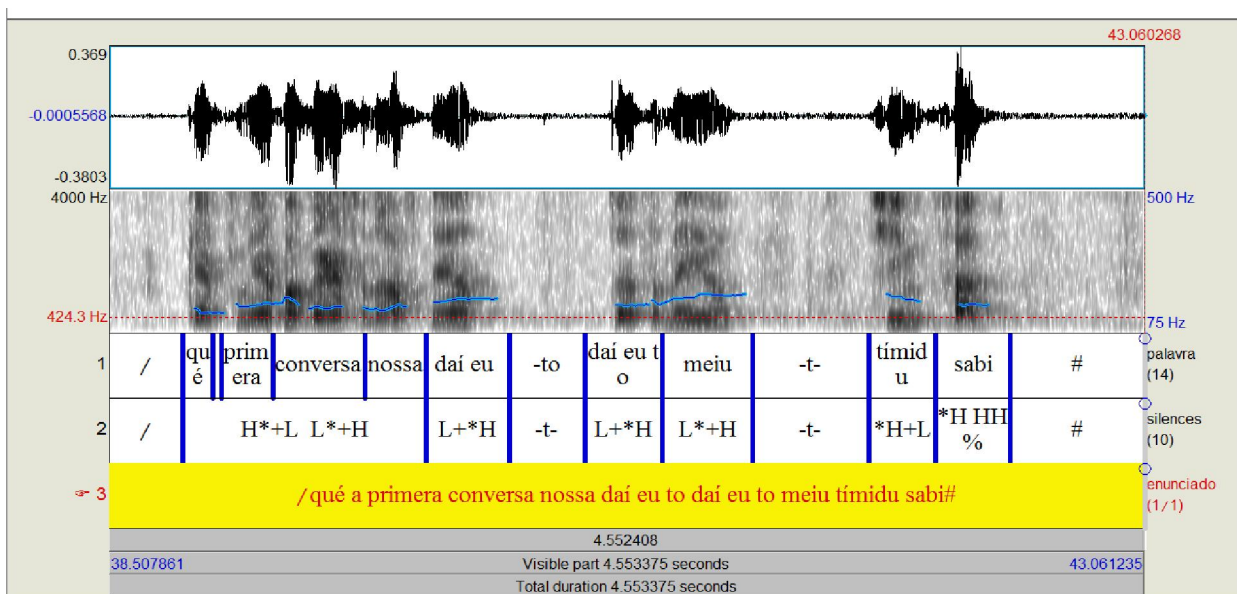 43.060268
0.369
-0.0005568
-0.3803
4000 Hz
500 Hz
424.3 Hz
75 Hz
1
/
qu
é
prim
era
conversa
nossa
daí eu
-to
daí eu t
o
meiu
-t-
tímid
u
sabi
#
palavra
(14)
2
/
H*+L L*+H
L+*H
-t-
L+*H
L*+H
-t-
*H+L
*H HH
%
#
silences
(10)
☞ 3
/qué a primera conversa nossa daí eu to daí eu to meiu tímidu sabi#
enunciado
(1/1)
4.552408
38.507861
Visible part 4.553375 seconds
43.061235
Total duration 4.553375 seconds